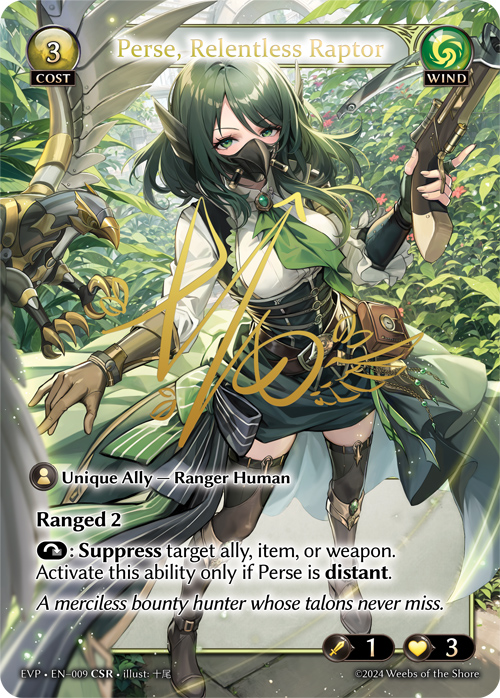 3
COST
Perse, Relentless Raptor
WIND
Unique Ally — Ranger Human
Ranged 2
: Suppress target ally, item, or weapon.
Activate this ability only if Perse is distant.
A merciless bounty hunter whose talons never miss.
1
3
EVP • EN-009 CSR • illust: 十尾
©2024 Weebs of the Shore